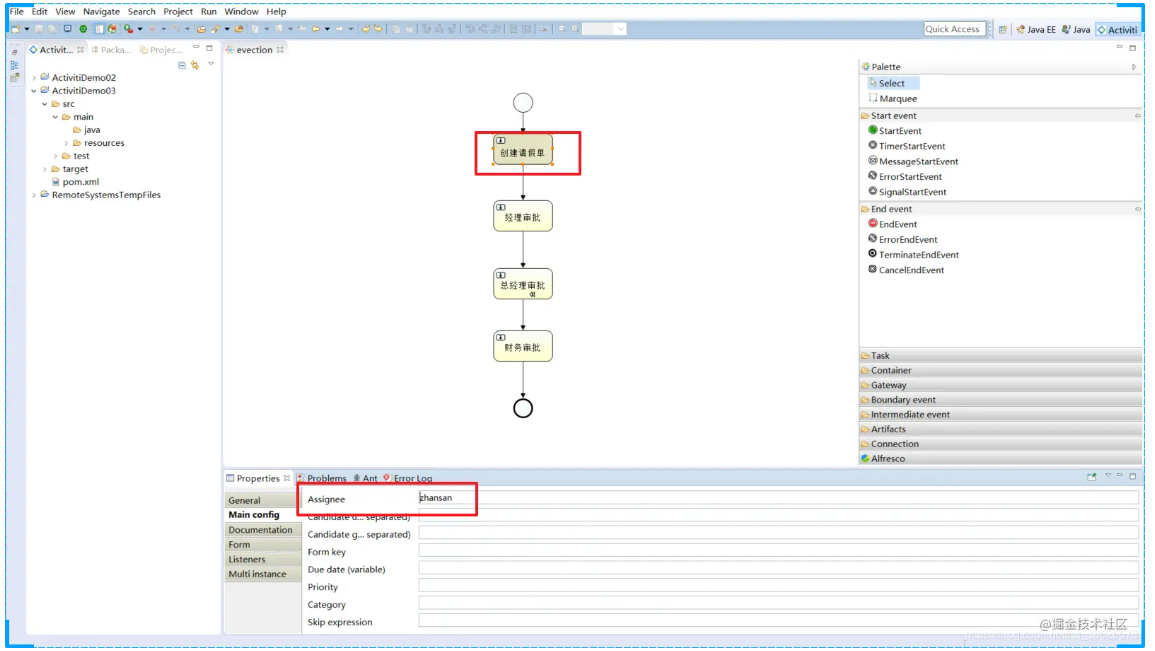 File Edit View Navigate Search Project Run Window Help
Quick Access Java EE Java Activiti
Activit... Packa... Projec...
evection
ActivitiDemo02
ActivitiDemo03
src
main
java
resources
test
target
pom.xml
RemoteSystemsTempFiles
创建请假单
经理审批
总经理审批
财务审批
Palette
Select
Marquee
Start event
StartEvent
TimerStartEvent
MessageStartEvent
ErrorStartEvent
SignalStartEvent
End event
EndEvent
ErrorEndEvent
TerminateEndEvent
CancelEndEvent
Task
Container
Gateway
Boundary event
Intermediate event
Artifacts
Connection
Alfresco
Properties Problems Ant Error Log
General
Main config
Documentation
Form
Listeners
Multi instance
Assignee zhansan
Candidate u... separated)
Candidate g... separated)
Form key
Due date (variable)
Priority
Category
Skip expression
@掘金技术社区